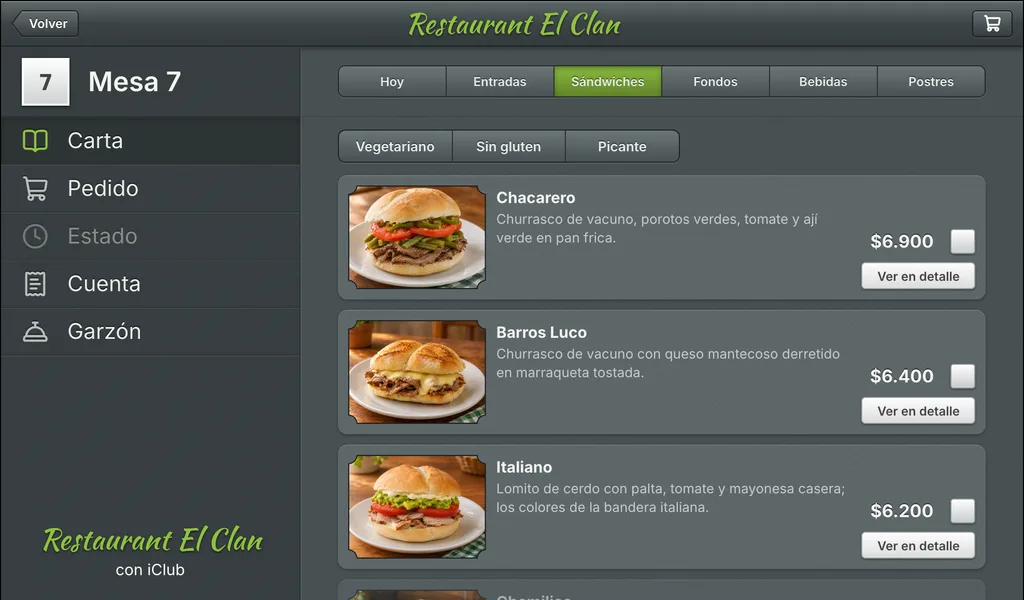 Volver
Restaurant El Clan
7
Mesa 7
Carta
Pedido
Estado
Cuenta
Garzón
Restaurant El Clan
con iClub
Hoy
Entradas
Sándwiches
Fondos
Bebidas
Postres
Vegetariano
Sin gluten
Picante
Chacarero
Churrasco de vacuno, porotos verdes, tomate y ají
verde en pan frica.
$6.900
Ver en detalle
Barros Luco
Churrasco de vacuno con queso mantecoso derretido
en marraqueta tostada.
$6.400
Ver en detalle
Italiano
Lomito de cerdo con palta, tomate y mayonesa casera;
los colores de la bandera italiana.
$6.200
Ver en detalle